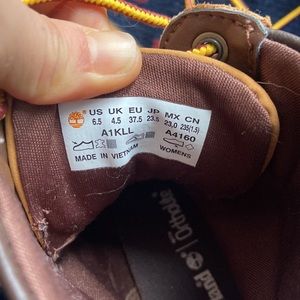 US UK EU JP MX CN
6.5 4.5 37.5 23.5 23.0 235(1.5)
A1KLL A4160
MADE IN VIETNAM WOMENS
Ortholite